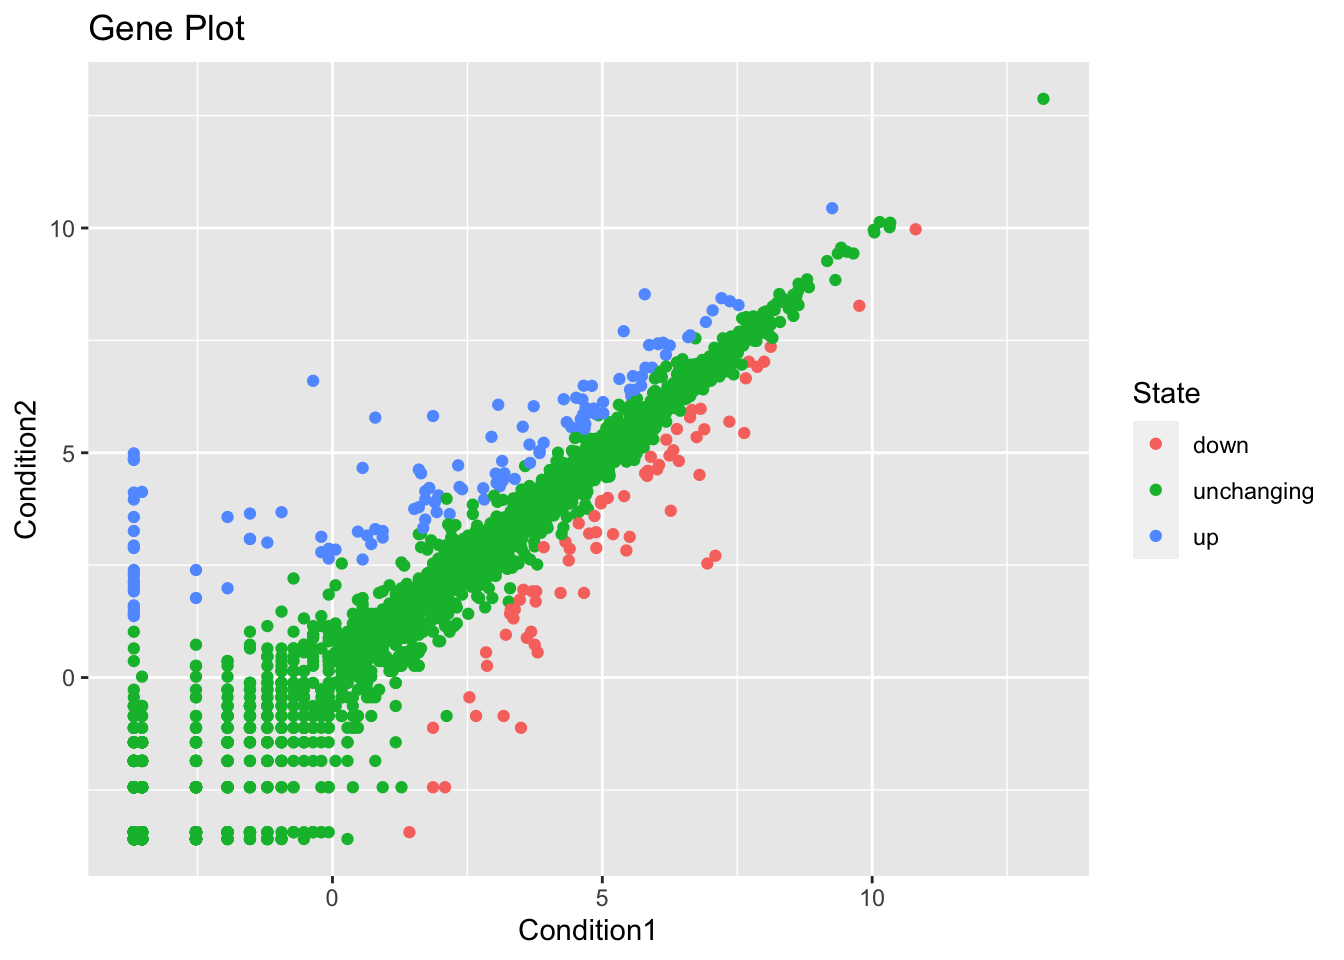 Gene Plot
10
5
0
Condition2
0 5 10
Condition1
State
down
unchanging
up